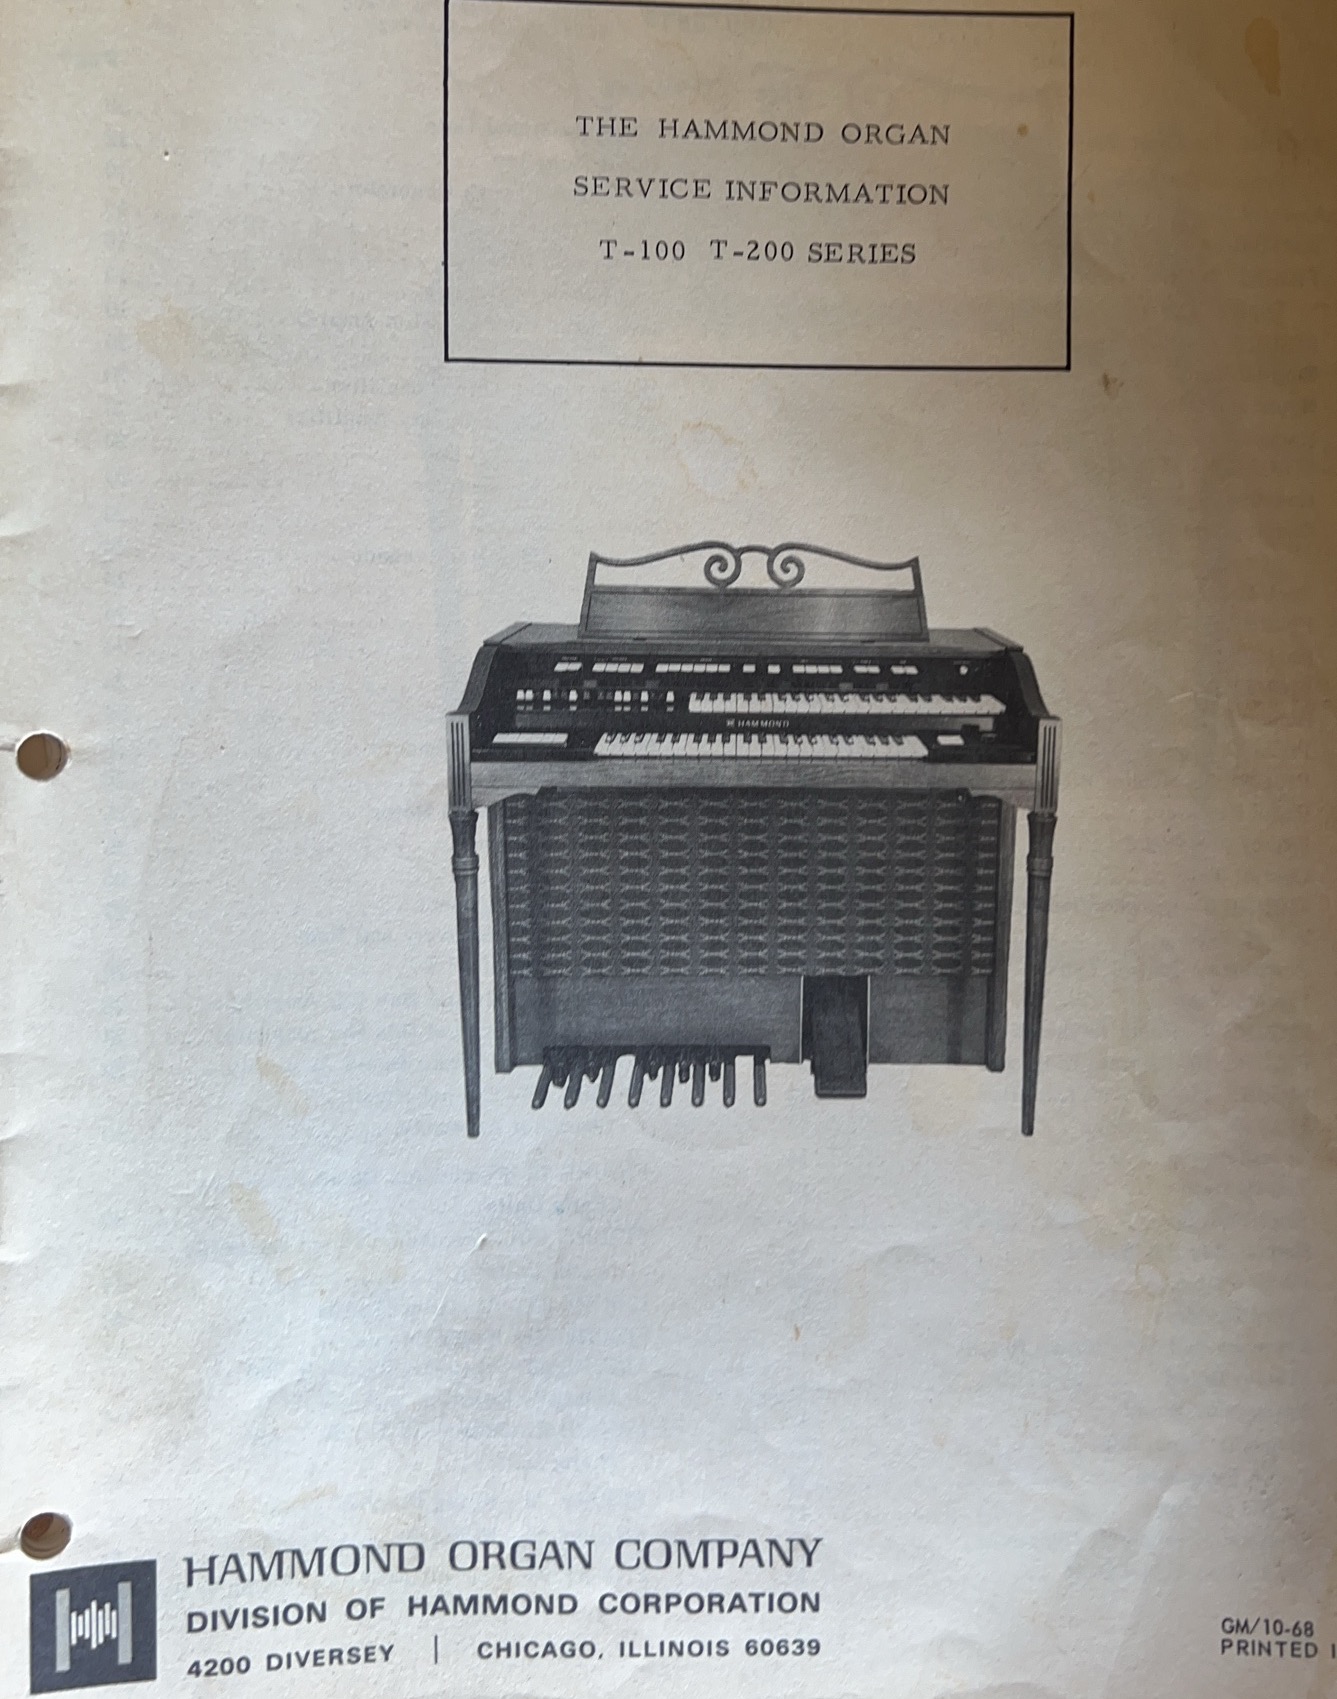 THE HAMMOND ORGAN
SERVICE INFORMATION
T-100 T-200 SERIES
HAMMOND
HAMMOND ORGAN COMPANY
DIVISION OF HAMMOND CORPORATION
4200 DIVERSEY | CHICAGO, ILLINOIS 60639
GM/10-68
PRINTED